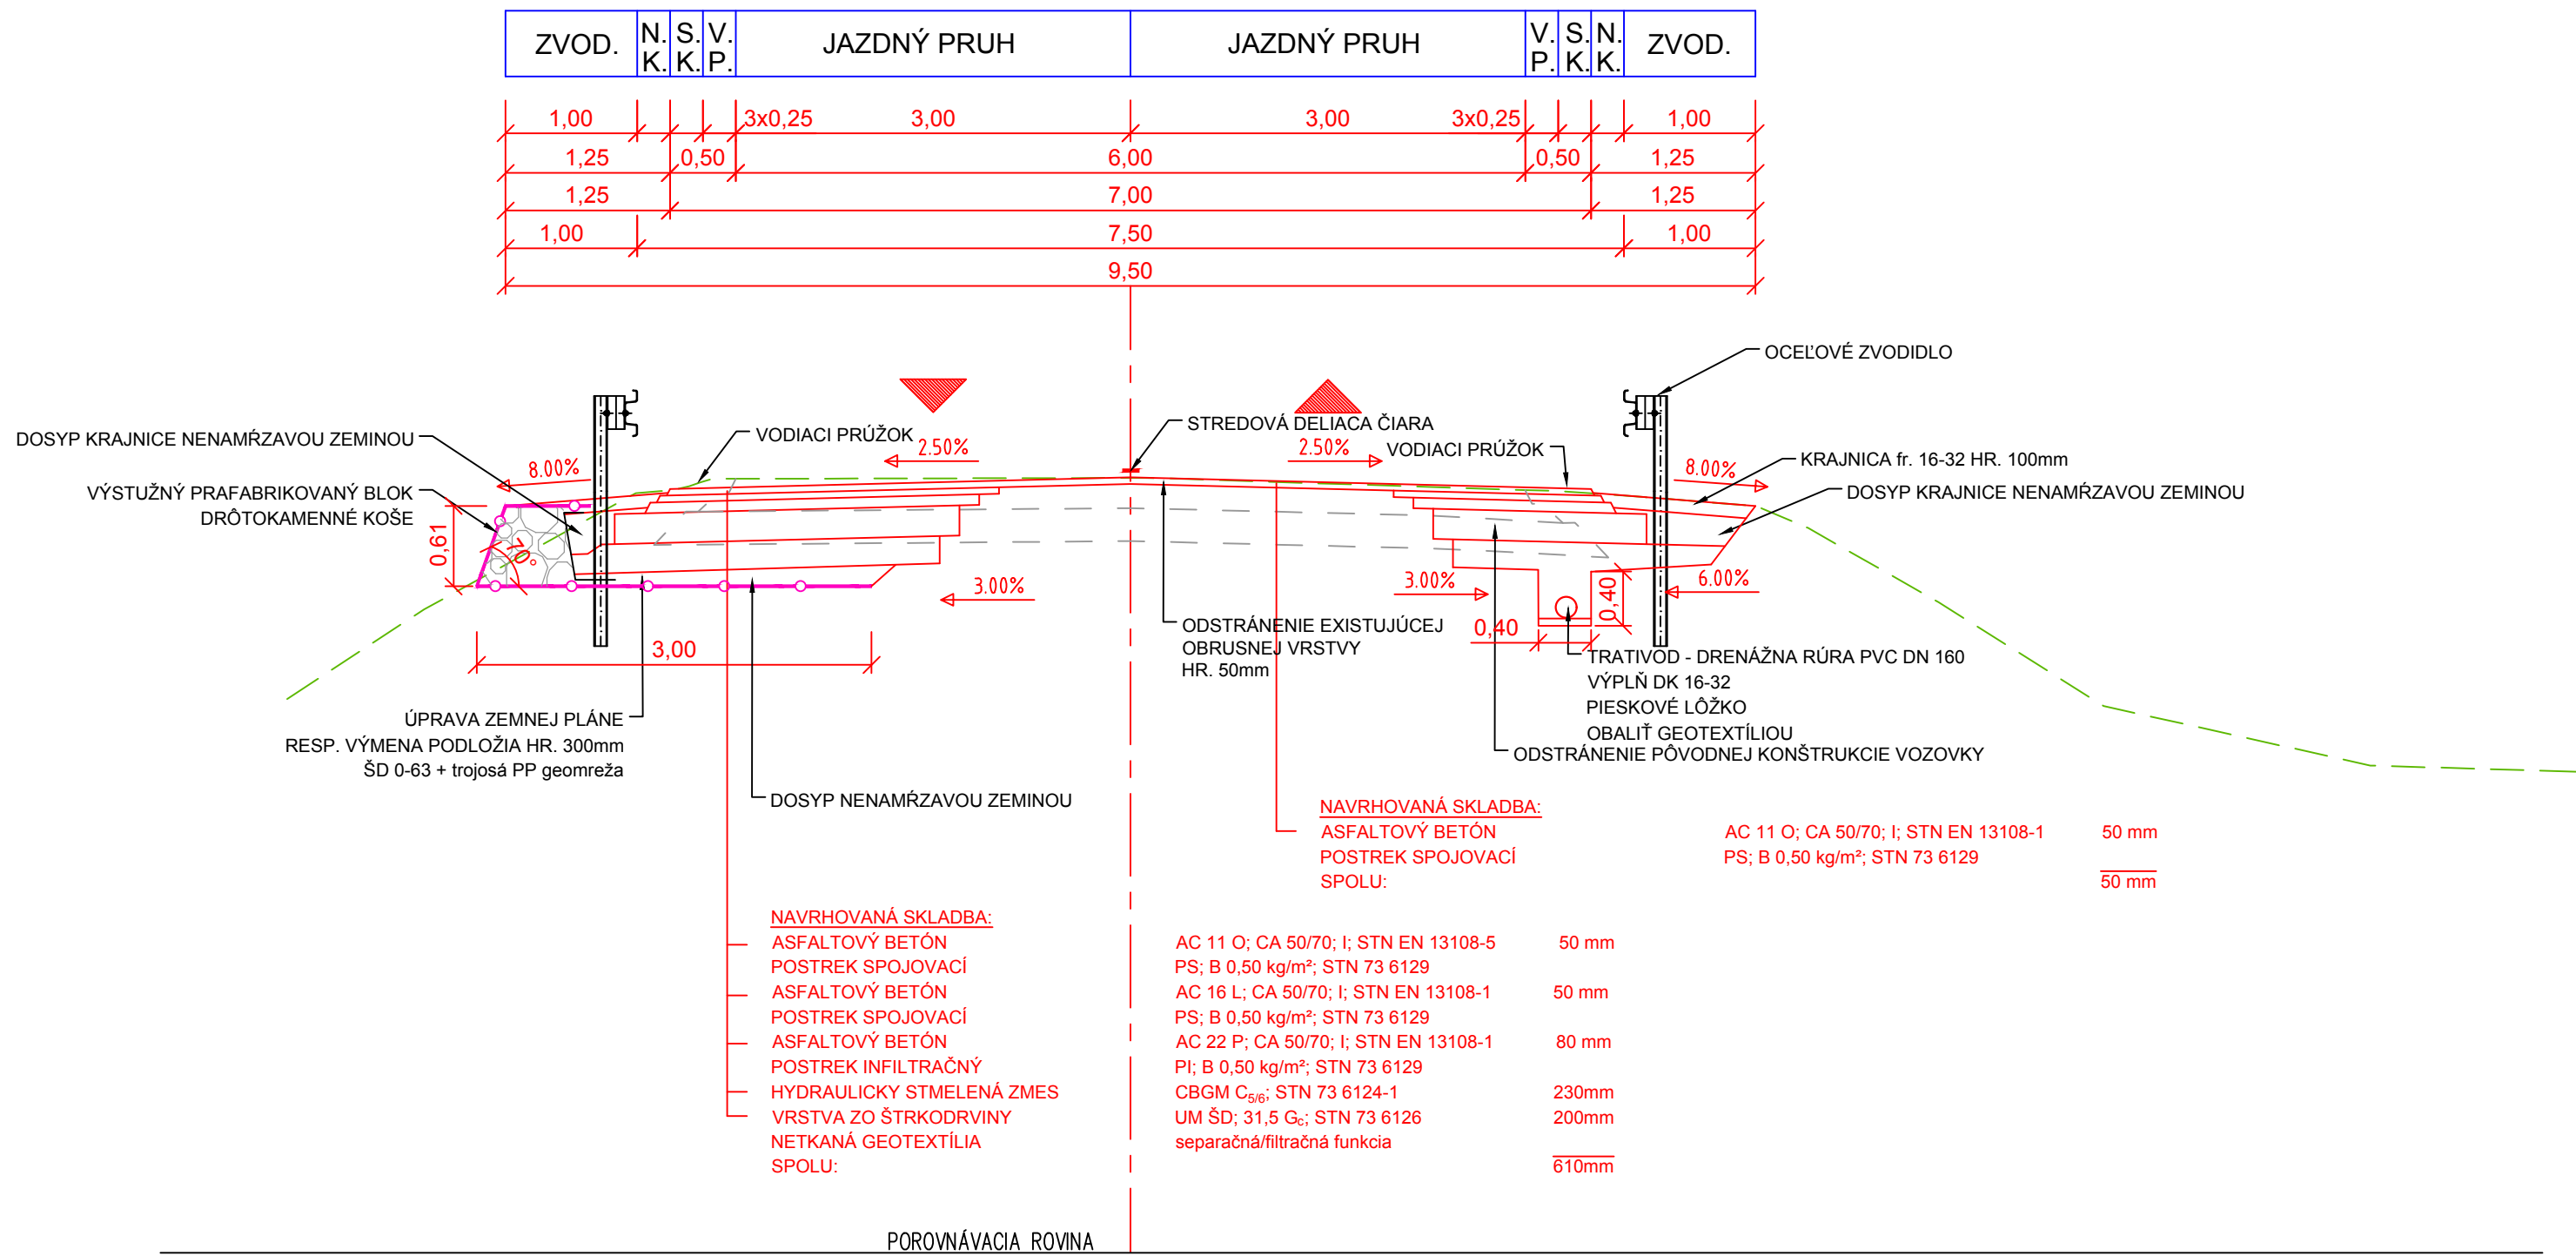 ZVOD.
N. K.
S. K.
V. P.
JAZDNÝ PRUH
JAZDNÝ PRUH
V. P.
S. K.
N. K.
ZVOD.
1,00 3x0,25 3,00 3,00 3x0,25 1,00
1,25 0,50 6,00 0,50 1,25
1,25 7,00 1,25
1,00 7,50 1,00
9,50
OCEĽOVÉ ZVODIDLO
STREDOVÁ DELIACA ČIARA
VODIACI PRÚŽOK
DOSYP KRAJNICE NENAMŔZAVOU ZEMINOU
2.50%
2.50%
VODIACI PRÚŽOK
8.00%
8.00%
KRAJNICA fr. 16-32 HR. 100mm
VÝSTUŽNÝ PRAFABRIKOVANÝ BLOK
DRÔTOKAMENNÉ KOŠE
DOSYP KRAJNICE NENAMŔZAVOU ZEMINOU
0,61
70°
3.00%
3.00%
6.00%
0,40
0,40
3,00
ODSTRÁNENIE EXISTUJÚCEJ
OBRUSNEJ VRSTVY
HR. 50mm
TRATIVOD - DRENÁŽNA RÚRA PVC DN 160
VÝPLŇ DK 16-32
PIESKOVÉ LÔŽKO
OBALIŤ GEOTEXTÍLIOU
ODSTRÁNENIE PÔVODNEJ KONŠTRUKCIE VOZOVKY
ÚPRAVA ZEMNEJ PLÁNE
RESP. VÝMENA PODLOŽIA HR. 300mm
ŠD 0-63 + trojosá PP geomreža
DOSYP NENAMŔZAVOU ZEMINOU
NAVRHOVANÁ SKLADBA:
ASFALTOVÝ BETÓN AC 11 O; CA 50/70; I; STN EN 13108-1 50 mm
POSTREK SPOJOVACÍ PS; B 0,50 kg/m²; STN 73 6129
SPOLU: 50 mm
NAVRHOVANÁ SKLADBA:
ASFALTOVÝ BETÓN AC 11 O; CA 50/70; I; STN EN 13108-5 50 mm
POSTREK SPOJOVACÍ PS; B 0,50 kg/m²; STN 73 6129
ASFALTOVÝ BETÓN AC 16 L; CA 50/70; I; STN EN 13108-1 50 mm
POSTREK SPOJOVACÍ PS; B 0,50 kg/m²; STN 73 6129
ASFALTOVÝ BETÓN AC 22 P; CA 50/70; I; STN EN 13108-1 80 mm
POSTREK INFILTRAČNÝ PI; B 0,50 kg/m²; STN 73 6129
HYDRAULICKY STMELENÁ ZMES CBGM C5/6; STN 73 6124-1 230mm
VRSTVA ZO ŠTRKODRVINY UM ŠD; 31,5 Gc; STN 73 6126 200mm
NETKANÁ GEOTEXTÍLIA separačná/filtračná funkcia
SPOLU: 610mm
POROVNÁVACIA ROVINA